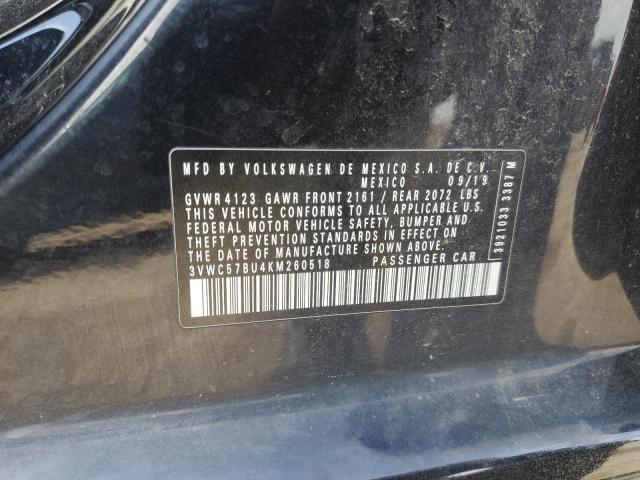 MFD BY VOLKSWAGEN DE MEXICO S.A. DE C.V.
MEXICO 09/19
GVWR 4123 GAWR FRONT 2161 / REAR 2072 LBS
THIS VEHICLE CONFORMS TO ALL APPLICABLE U.S.
FEDERAL MOTOR VEHICLE SAFETY, BUMPER AND
THEFT PREVENTION STANDARDS IN EFFECT ON
THE DATE OF MANUFACTURE SHOWN ABOVE.
3VWC57BU4KM260518 PASSENGER CAR
3921033 3387 M